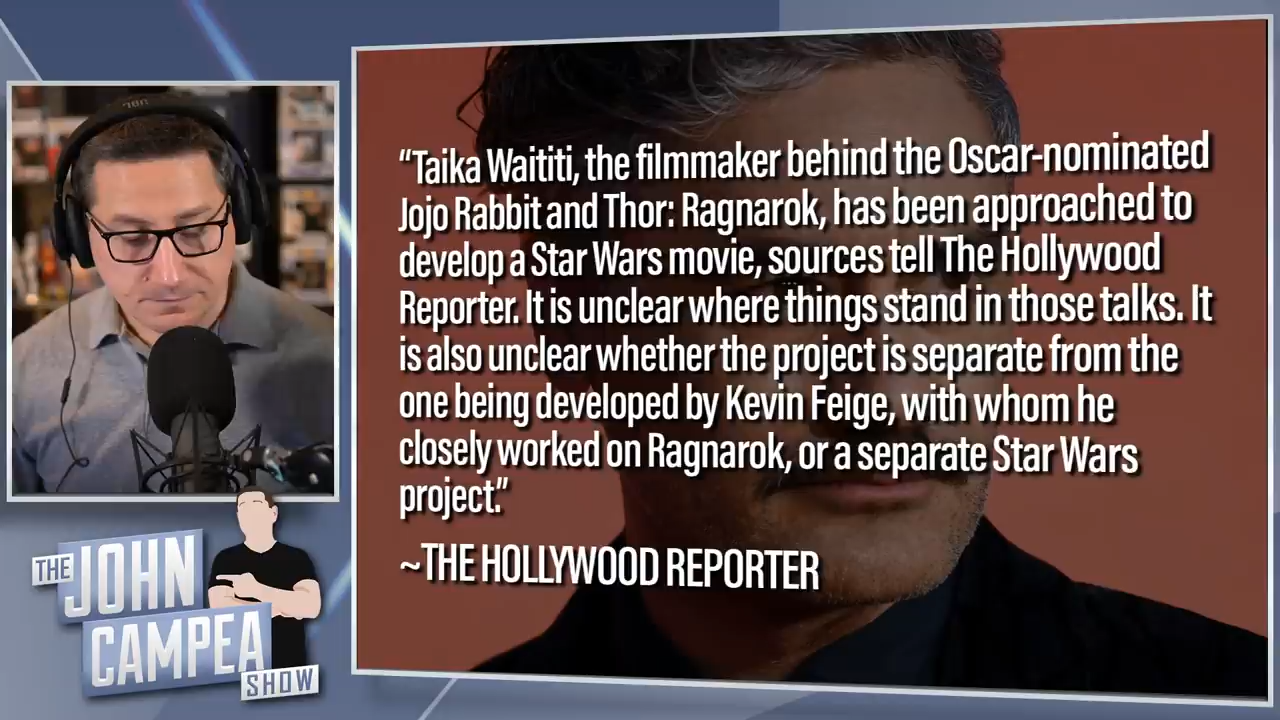 “Taika Waititi, the filmmaker behind the Oscar-nominated
Jojo Rabbit and Thor: Ragnarok, has been approached to
develop a Star Wars movie, sources tell The Hollywood
Reporter. It is unclear where things stand in those talks. It
is also unclear whether the project is separate from the
one being developed by Kevin Feige, with whom he
closely worked on Ragnarok, or a separate Star Wars
project.”
~THE HOLLYWOOD REPORTER
THE
JOHN
CAMPEA
SHOW
JBL